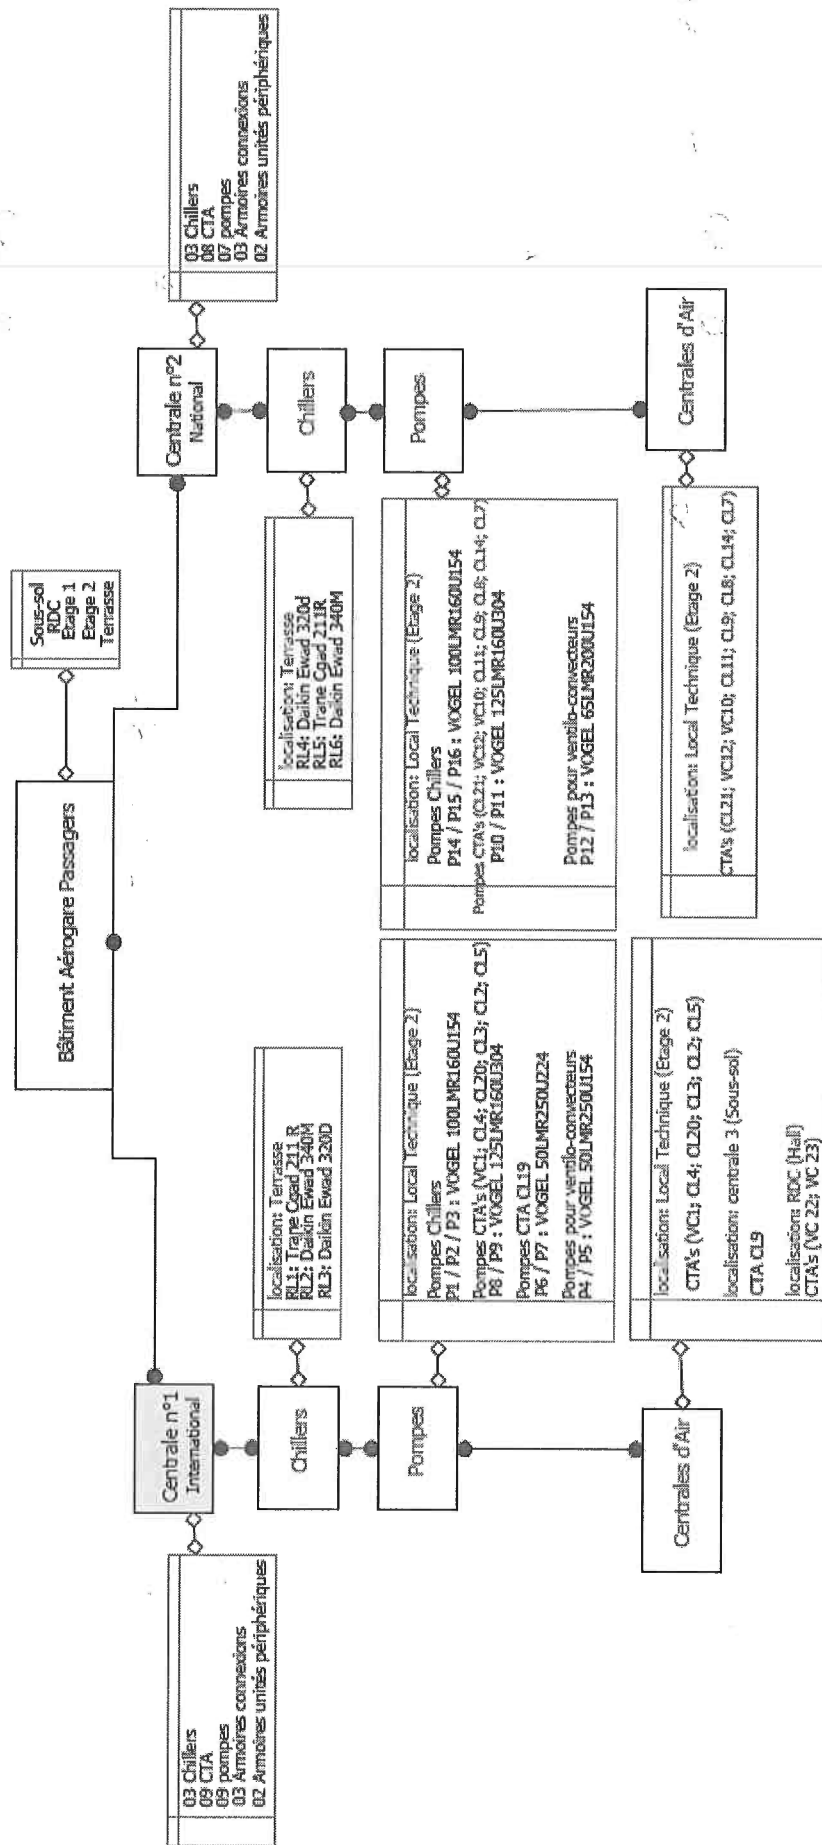 Bâtiment Aérogare Passagers
Sous-sol
RDC
Etage 1
Etage 2
Terrasse
Centrale n°1
International
03 Chillers
09 CTA
09 pompes
03 Armoires connexions
02 Armoires unités périphériques
Chillers
localisation: Terrasse
RL1: Trane Cgad 211 R
RL2: Daikin Ewad 340M
RL3: Daikin Ewad 320D
Pompes
localisation: Local Technique (Etage 2)
Pompes Chillers
P1 / P2 / P3 : VOGEL 100LMR160U154
Pompes CTA's (VC1; CL4; CL20; CL3; CL2; CL5)
P8 / P9 : VOGEL 125LMR160U304
Pompes CTA CL19
P6 / P7 : VOGEL 50LMR250U224
Pompes pour ventilo-convecteurs
P4 / P5 : VOGEL 50LMR250U154
Centrales d'Air
localisation: Local Technique (Etage 2)
CTA's (VC1; CL4; CL20; CL3; CL2; CL5)
localisation: centrale 3 (Sous-sol)
CTA CL9
localisation: RDC (Hall)
CTA's (VC 22; VC 23)
Centrale n°2
National
03 Chillers
08 CTA
07 pompes
03 Armoires connexions
02 Armoires unités périphériques
Chillers
localisation: Terrasse
RL4: Daikin Ewad 320d
RL5: Trane Cgad 211R
RL6: Daikin Ewad 340M
Pompes
localisation: Local Technique (Etage 2)
Pompes Chillers
P14 / P15 / P16 : VOGEL 100LMR160U154
Pompes CTA's (CL21; VC12; VC10; CL11; CL9; CL8; CL14; CL7)
P10 / P11 : VOGEL 125LMR160U304
Pompes pour ventilo-convecteurs
P12 / P13 : VOGEL 65LMR200U154
Centrales d'Air
localisation: Local Technique (Etage 2)
CTA's (CL21; VC12; VC10; CL11; CL9; CL8; CL14; CL7)